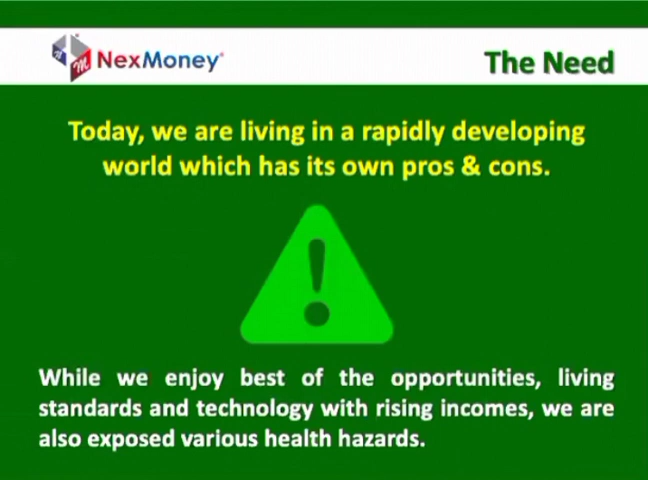 NexMoney
The Need
Today, we are living in a rapidly developing
world which has its own pros & cons.
!
While we enjoy best of the opportunities, living
standards and technology with rising incomes, we are
also exposed various health hazards.